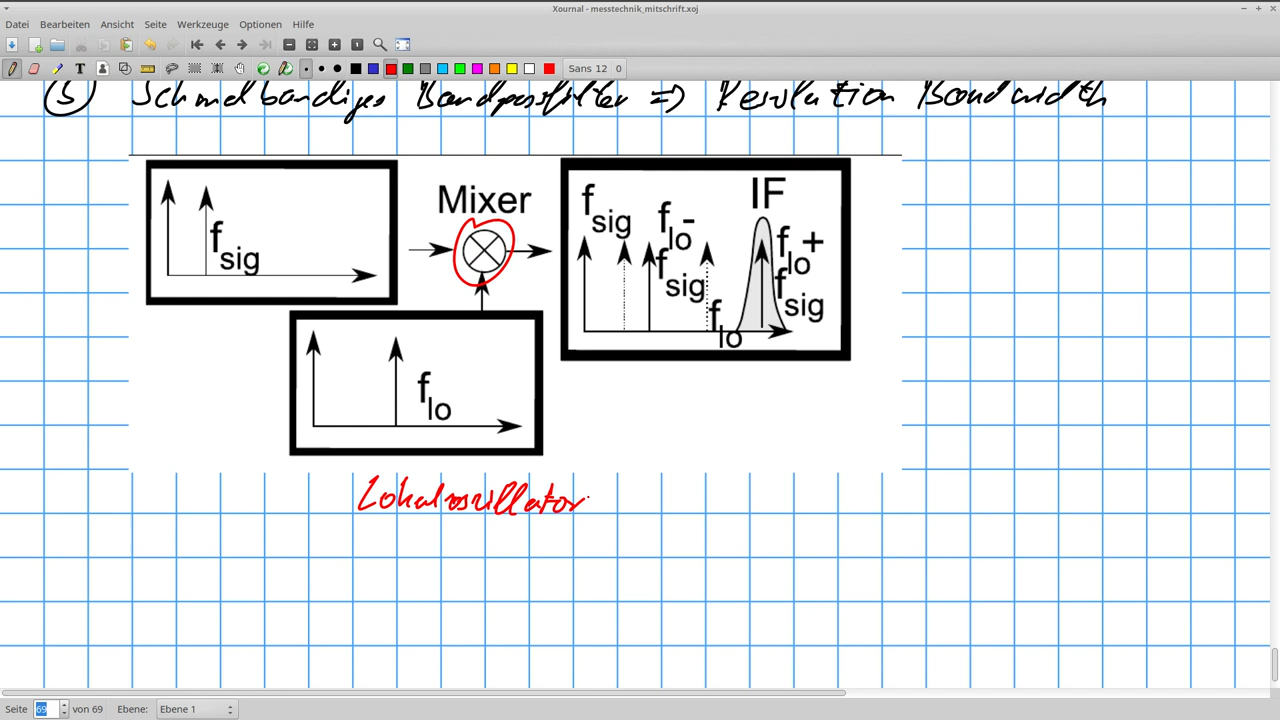 Xournal - messtechnik_mitschrift.xoj
Datei Bearbeiten Ansicht Seite Werkzeuge Optionen Hilfe
Sans 12 0
(5) Schmalbandiges Bandpassfilter => Resolution Bandwidth
f sig
Mixer
f lo
f sig
f lo - f sig
f lo
IF
f lo + f sig
Lokaloszillator
Seite 69 von 69 Ebene: Ebene 1